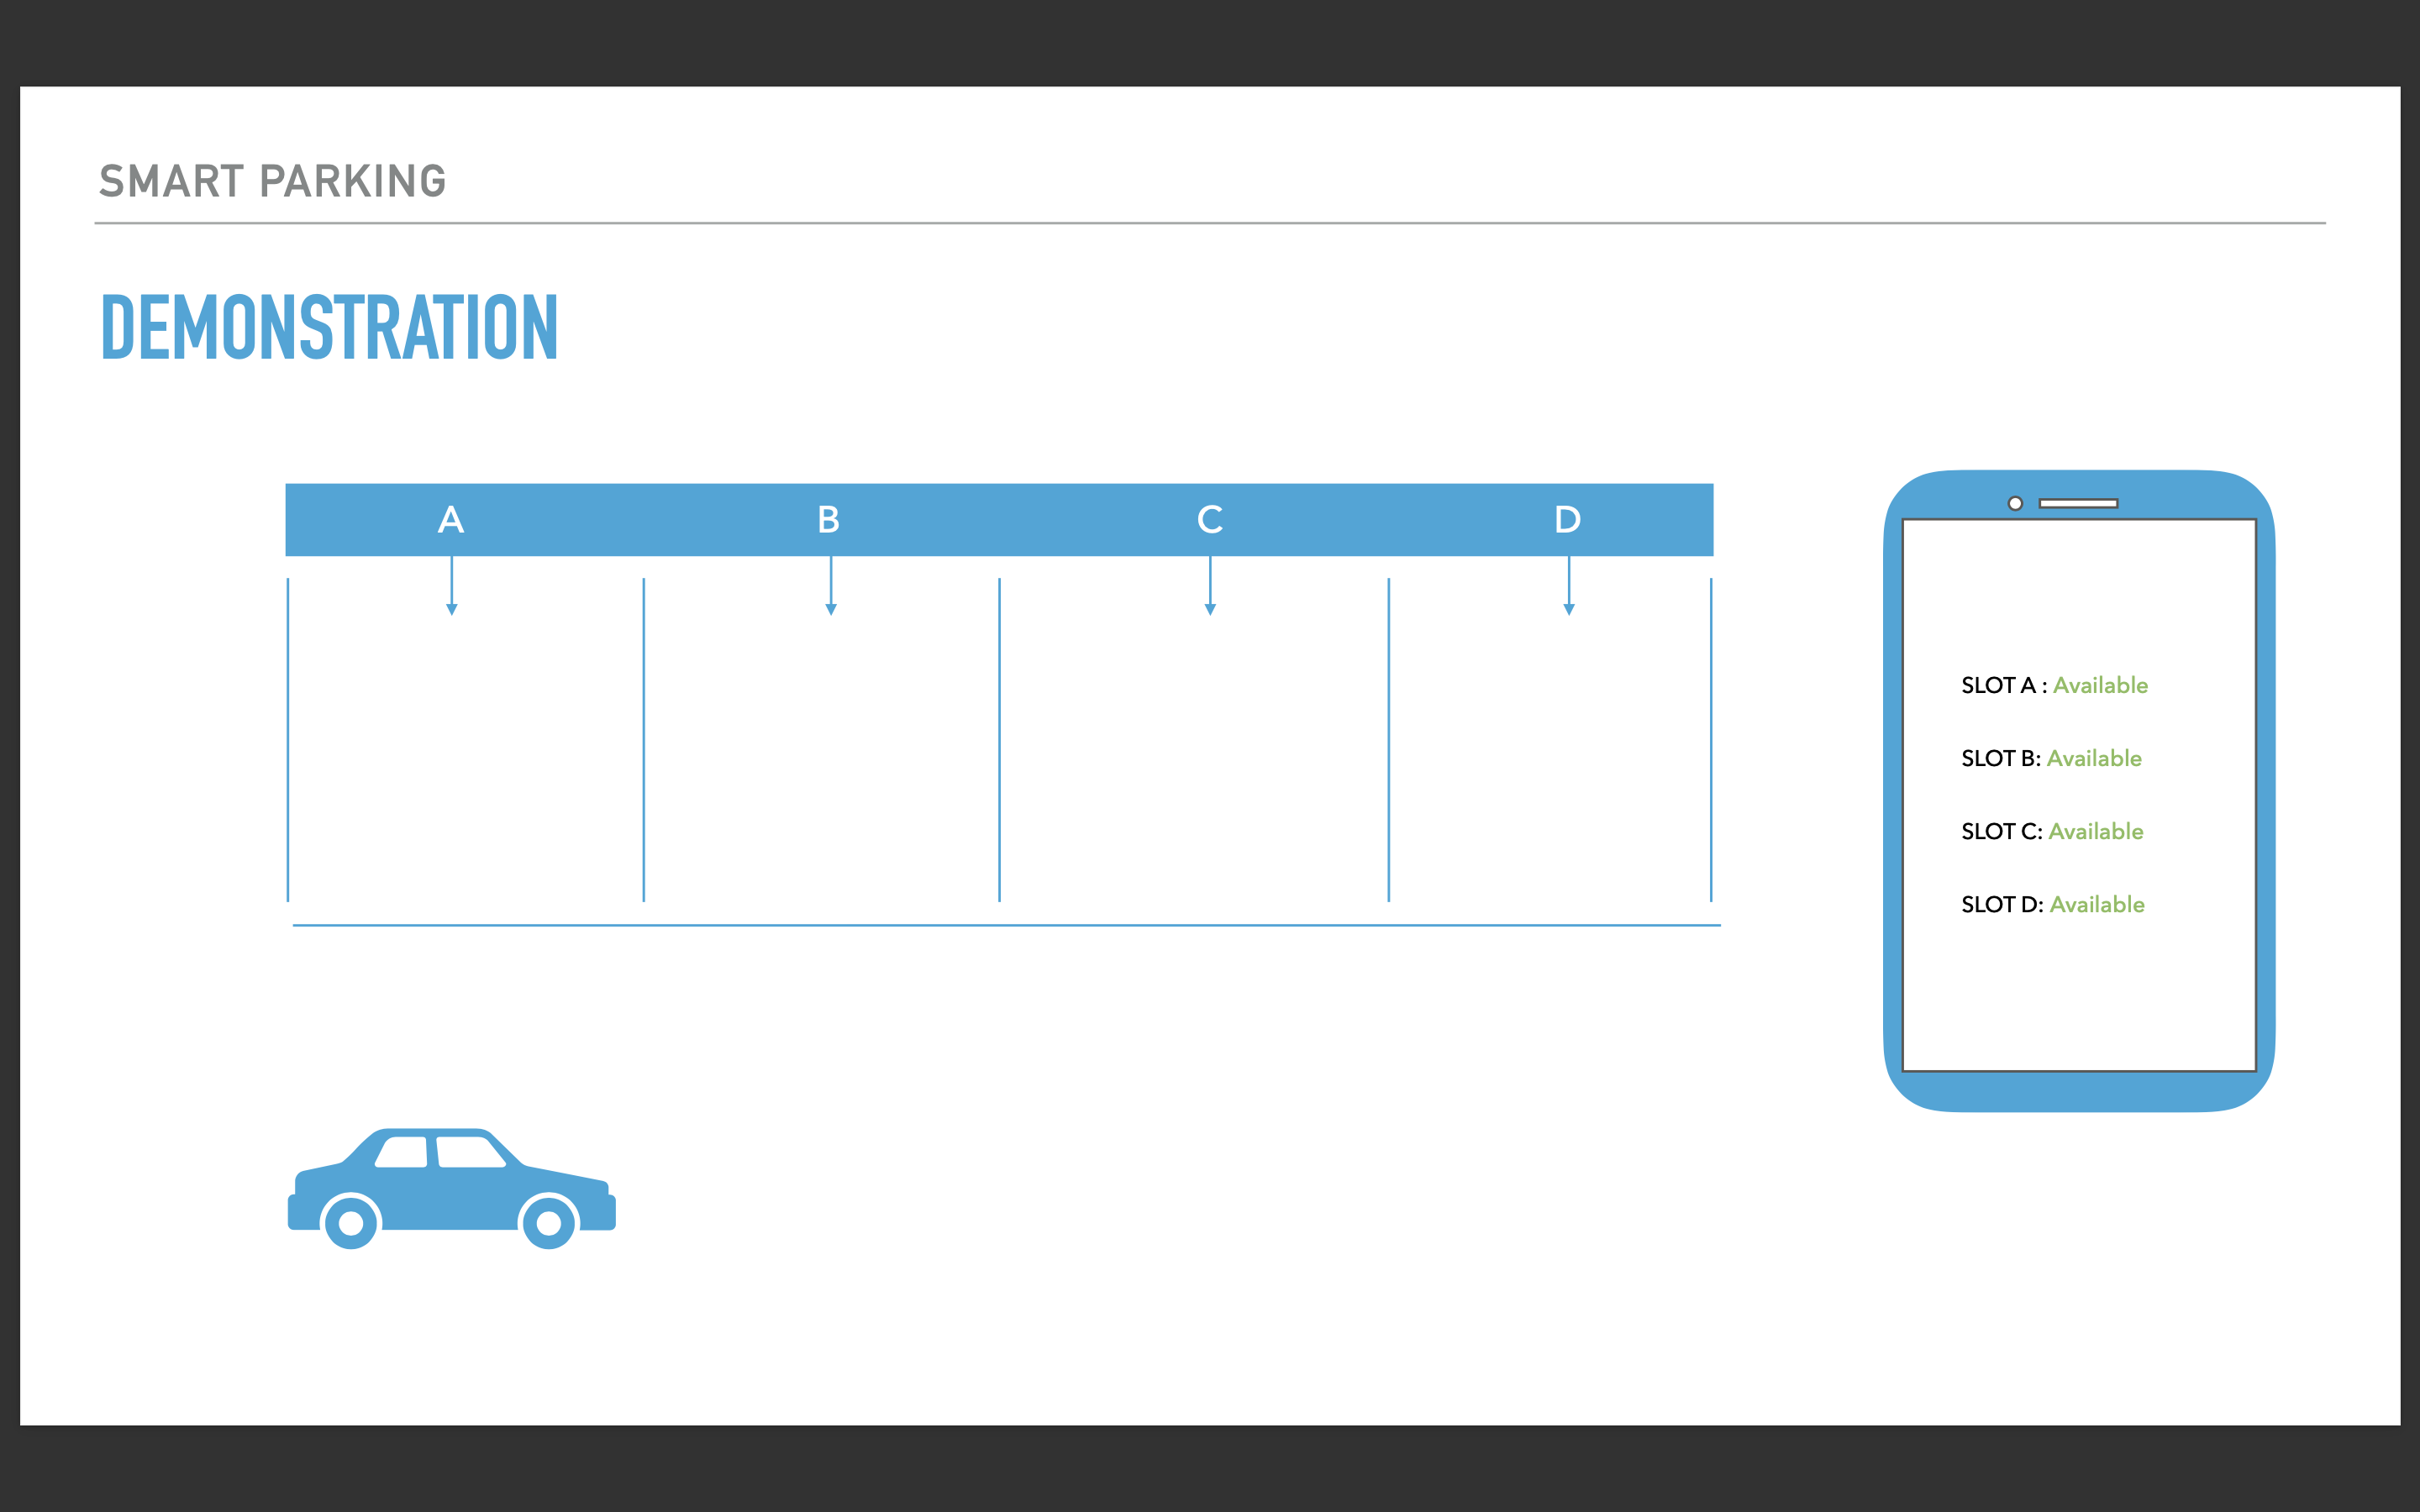 SMART PARKING
DEMONSTRATION
A B C D
SLOT A : Available
SLOT B: Available
SLOT C: Available
SLOT D: Available